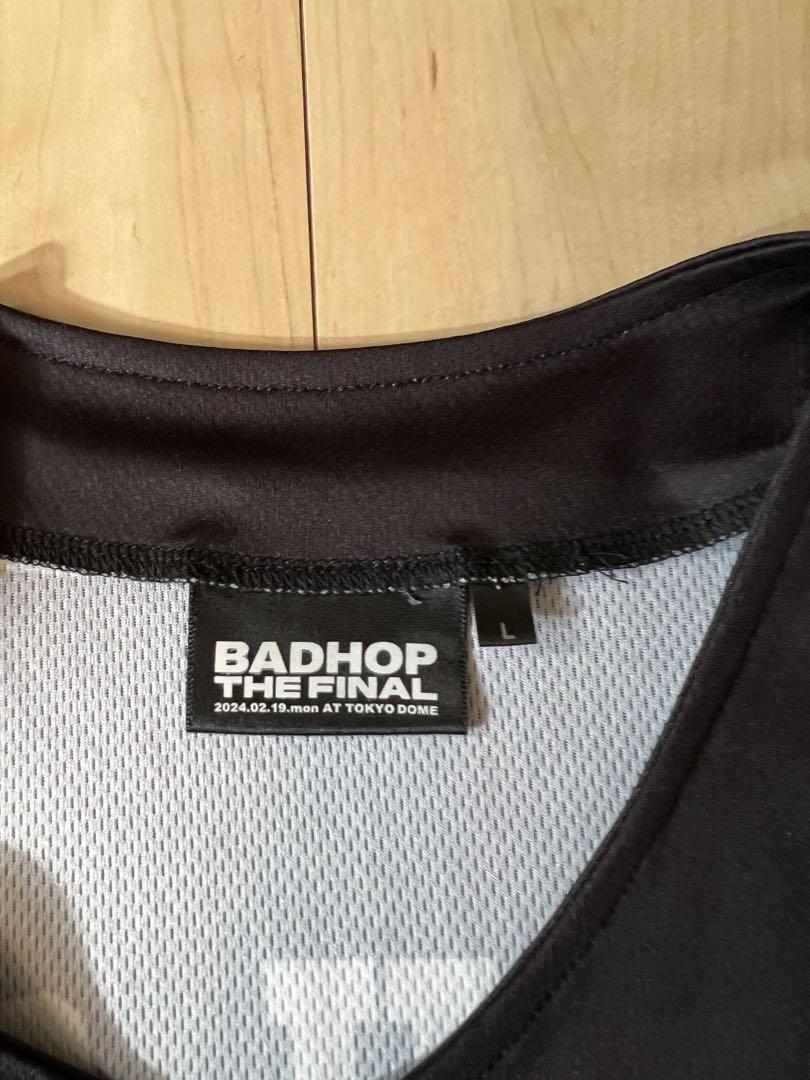 BADHOP
THE FINAL
2024.02.19.mon AT TOKYO DOME
L